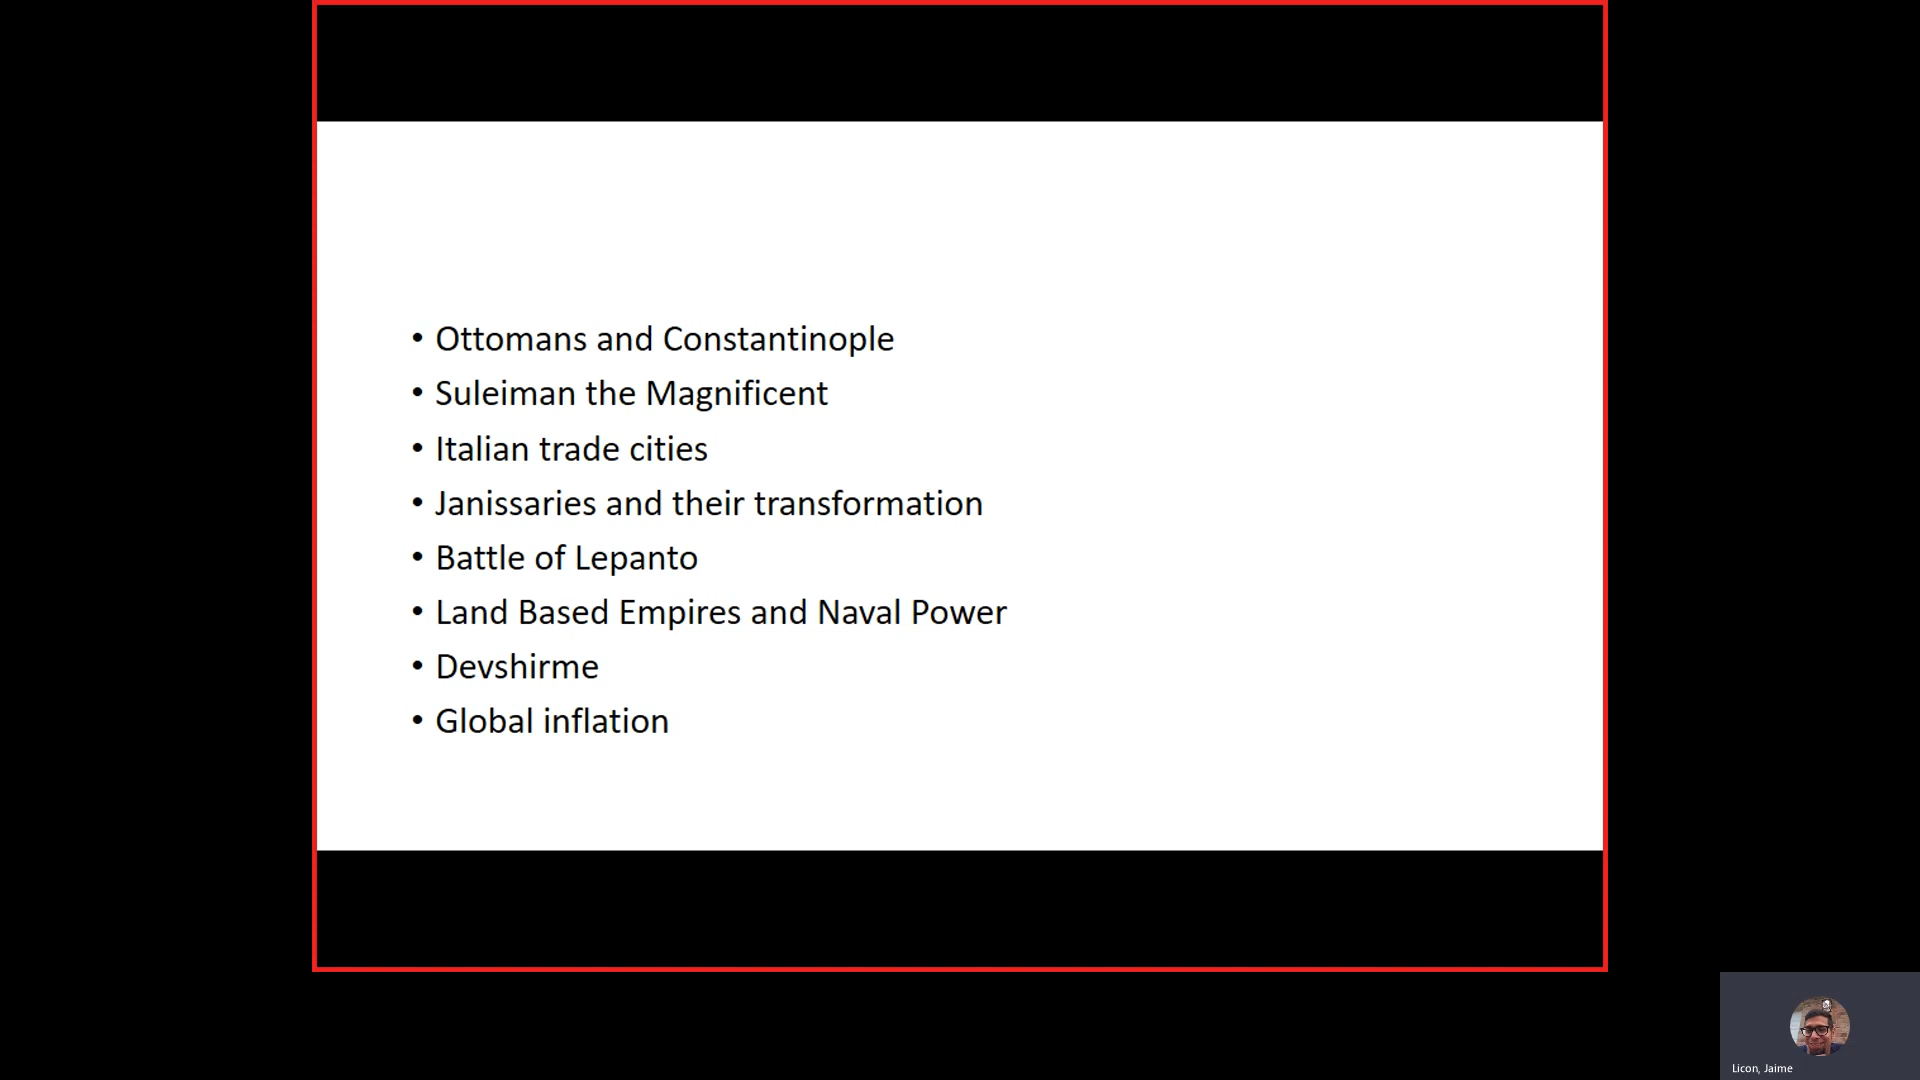 • Ottomans and Constantinople
• Suleiman the Magnificent
• Italian trade cities
• Janissaries and their transformation
• Battle of Lepanto
• Land Based Empires and Naval Power
• Devshirme
• Global inflation
Licon, Jaime